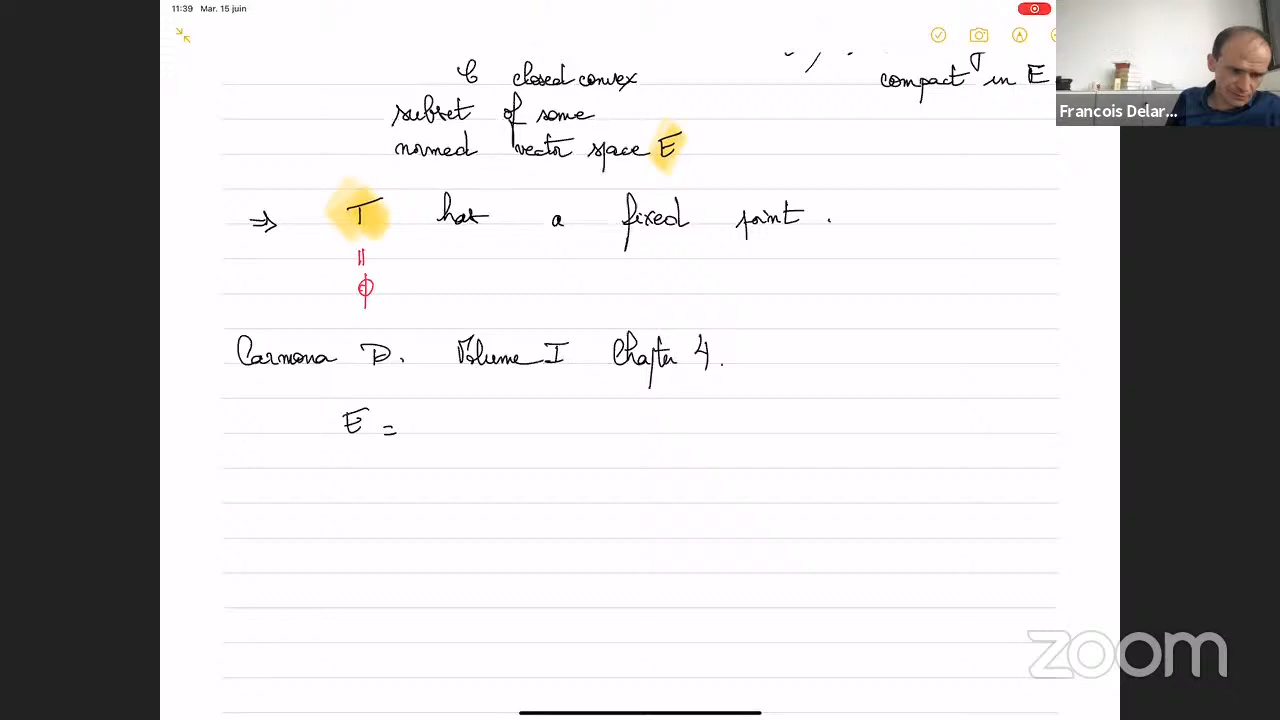 11:39 Mar. 15 juin
C closed convex
compact in E
subset of some
normed vector space E
Francois Delar...
⇒ T has a fixed point.
=
Φ
Carmona D. Volume I Chapter 4.
E =
zoom